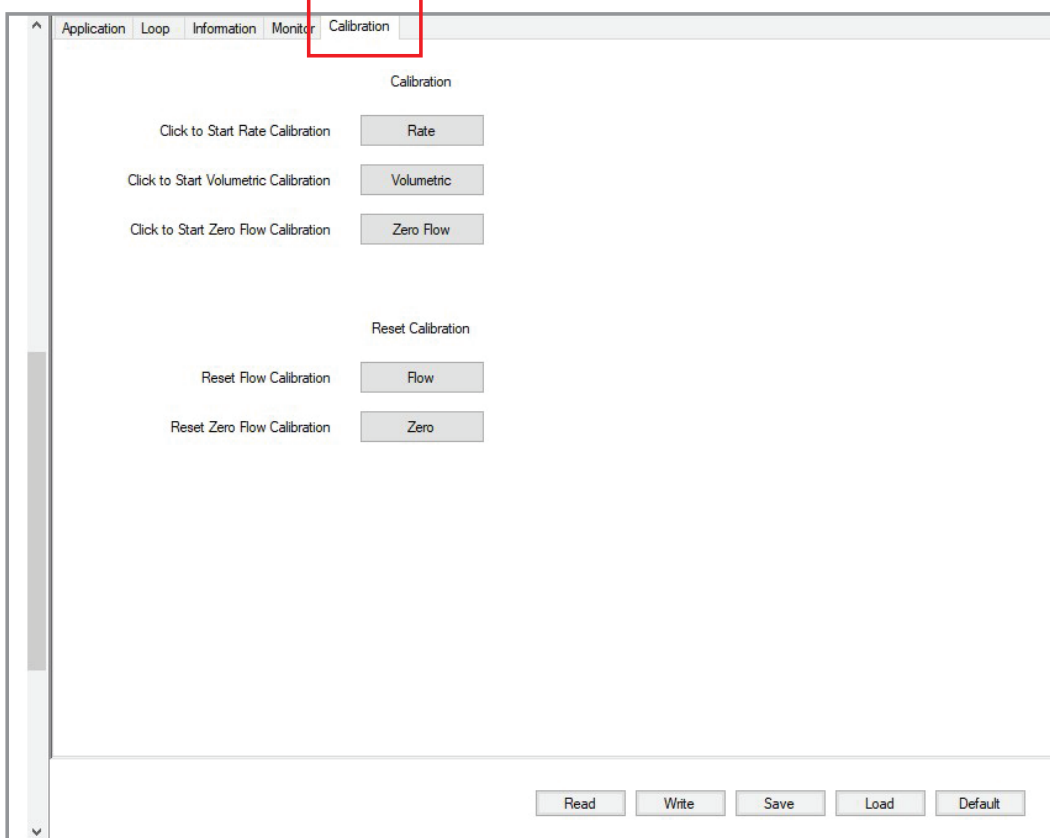 Application Loop Information Monitor Calibration
Calibration
Click to Start Rate Calibration Rate
Click to Start Volumetric Calibration Volumetric
Click to Start Zero Flow Calibration Zero Flow
Reset Calibration
Reset Flow Calibration Flow
Reset Zero Flow Calibration Zero
Read Write Save Load Default